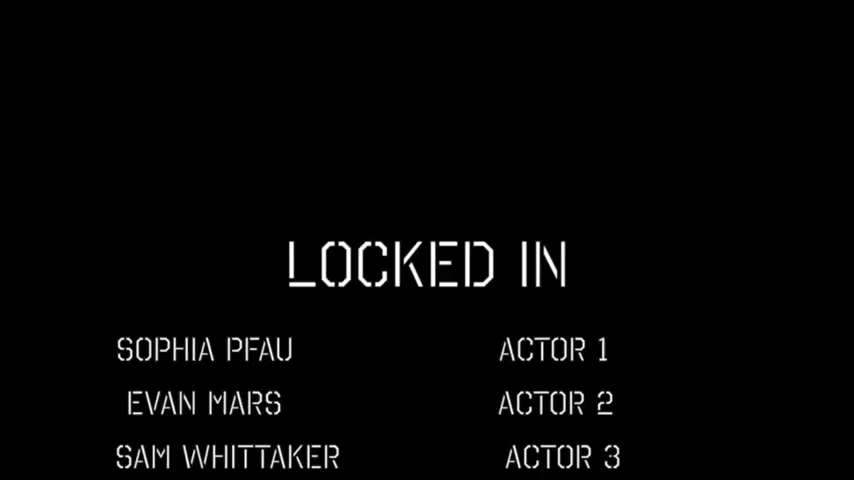 LOCKED IN
SOPHIA PFAU ACTOR 1
EVAN MARS ACTOR 2
SAM WHITTAKER ACTOR 3